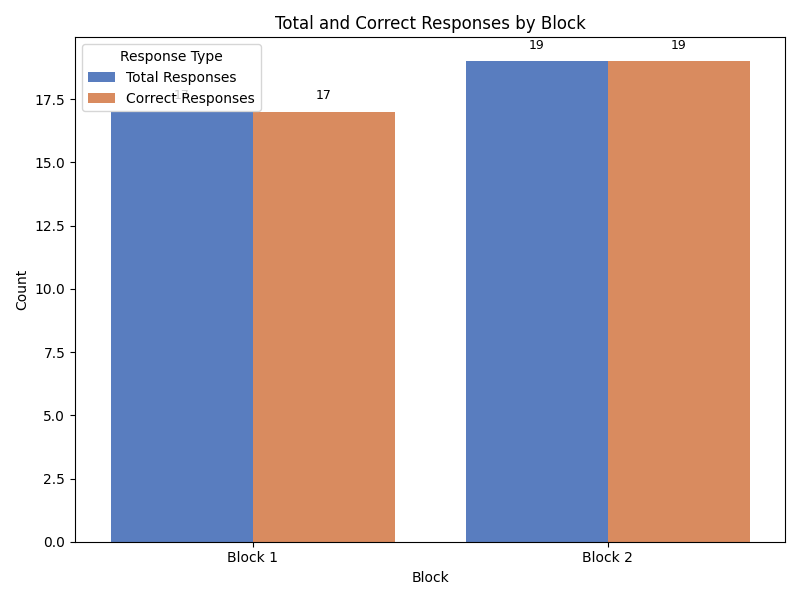 Total and Correct Responses by Block
Response Type
Total Responses
Correct Responses
17
17
19
19
17.5
15.0
12.5
10.0
7.5
5.0
2.5
0.0
Count
Block 1
Block 2
Block